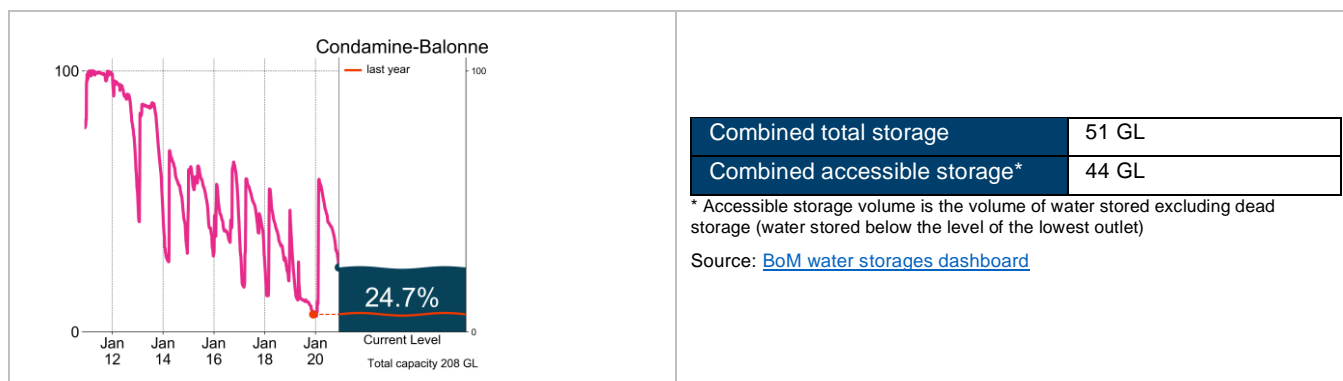 Condamine-Balonne
100
last year
100
24.7%
0
0
Jan Jan Jan Jan Jan
12 14 16 18 20
Current Level
Total capacity 208 GL
Combined total storage 51 GL
Combined accessible storage* 44 GL
* Accessible storage volume is the volume of water stored excluding dead
storage (water stored below the level of the lowest outlet)
Source: BoM water storages dashboard